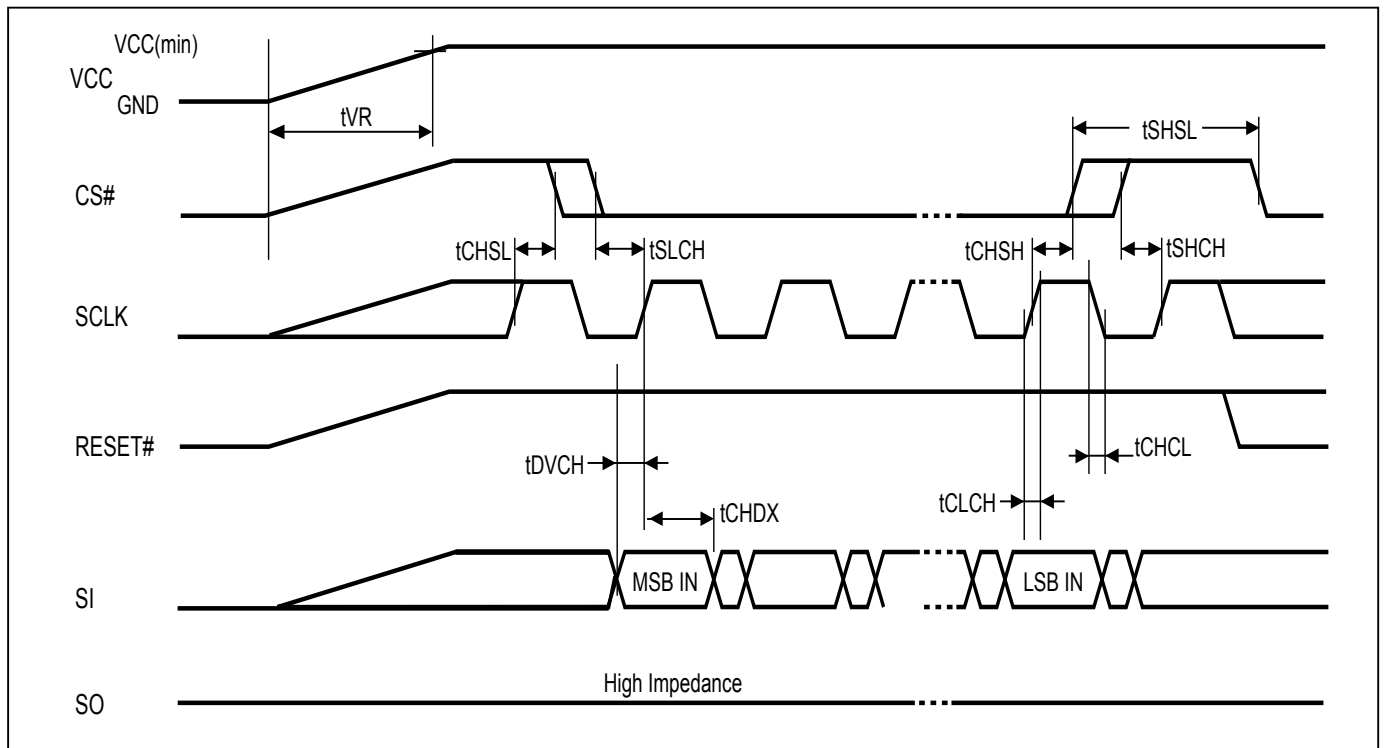 VCC(min)
VCC
GND
tVR
tSHSL
CS#
tCHSL
tSLCH
tCHSH
tSHCH
SCLK
RESET#
tDVCH
tCHCL
tCLCH
tCHDX
SI
MSB IN
LSB IN
High Impedance
SO